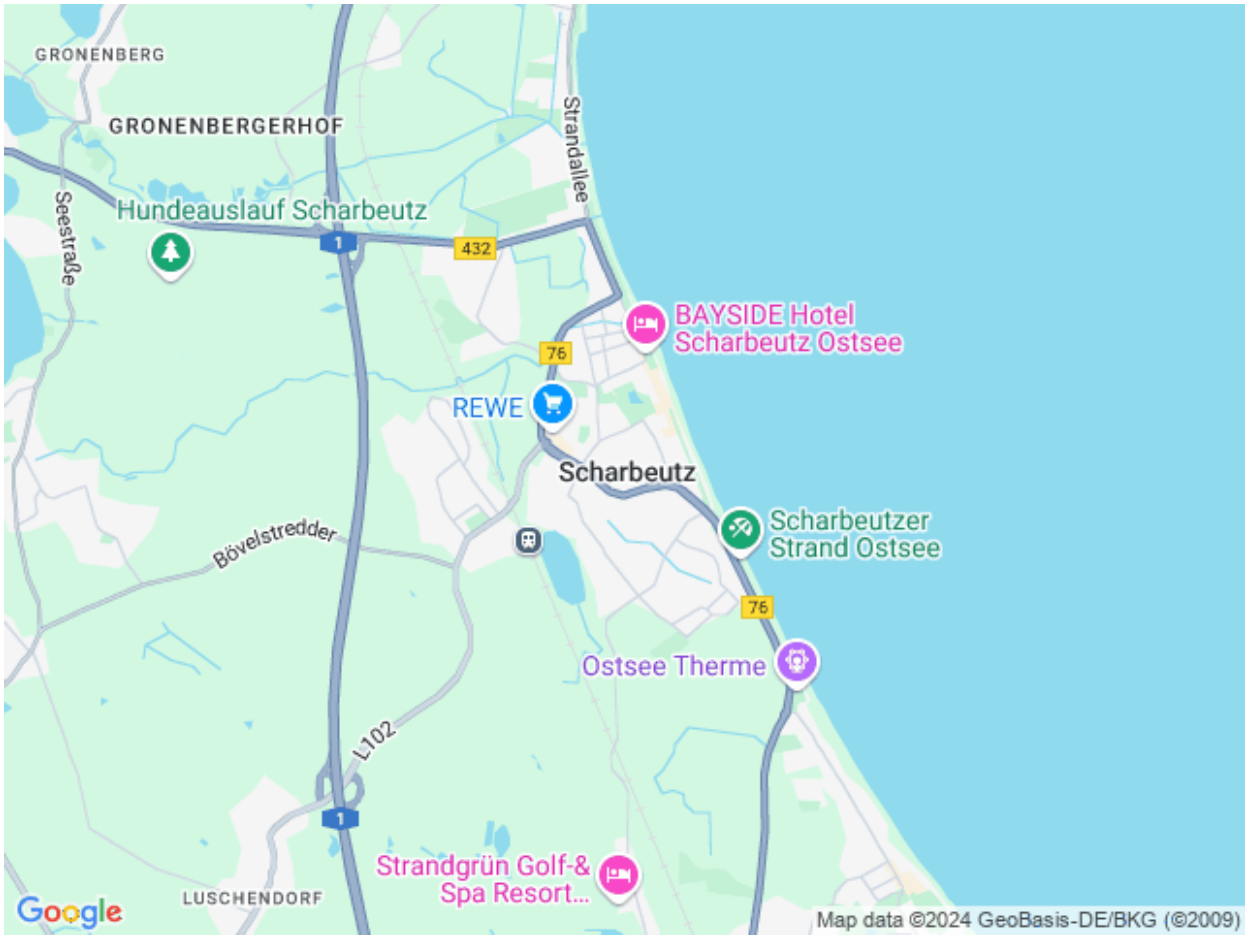 GRONENBERG
GRONENBERGERHOF
Strandallee
Seestraße
Hundeauslauf Scharbeutz
1
432
BAYSIDE Hotel
Scharbeutz Ostsee
76
REWE
Scharbeutz
Scharbeutzer
Strand Ostsee
Bövelstredder
76
Ostsee Therme
L102
1
Strandgrün Golf-&
Spa Resort...
LUSCHENDORF
Google
Map data ©2024 GeoBasis-DE/BKG (©2009)